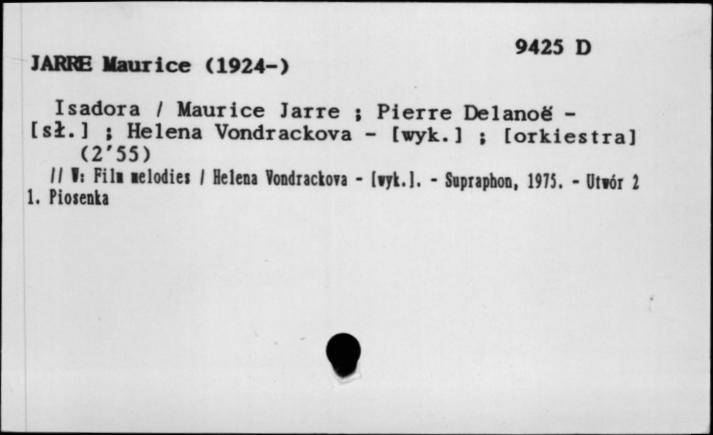 9425 D
JARRE Maurice (1924-)
Isadora / Maurice Jarre ; Pierre Delanoë -
[sł.] ; Helena Vondrackova - [wyk.] ; [orkiestra]
(2'55)
// W: Film melodies / Helena Vondrackova - [wyk.]. - Supraphon, 1975. - Utwór 2
1. Piosenka